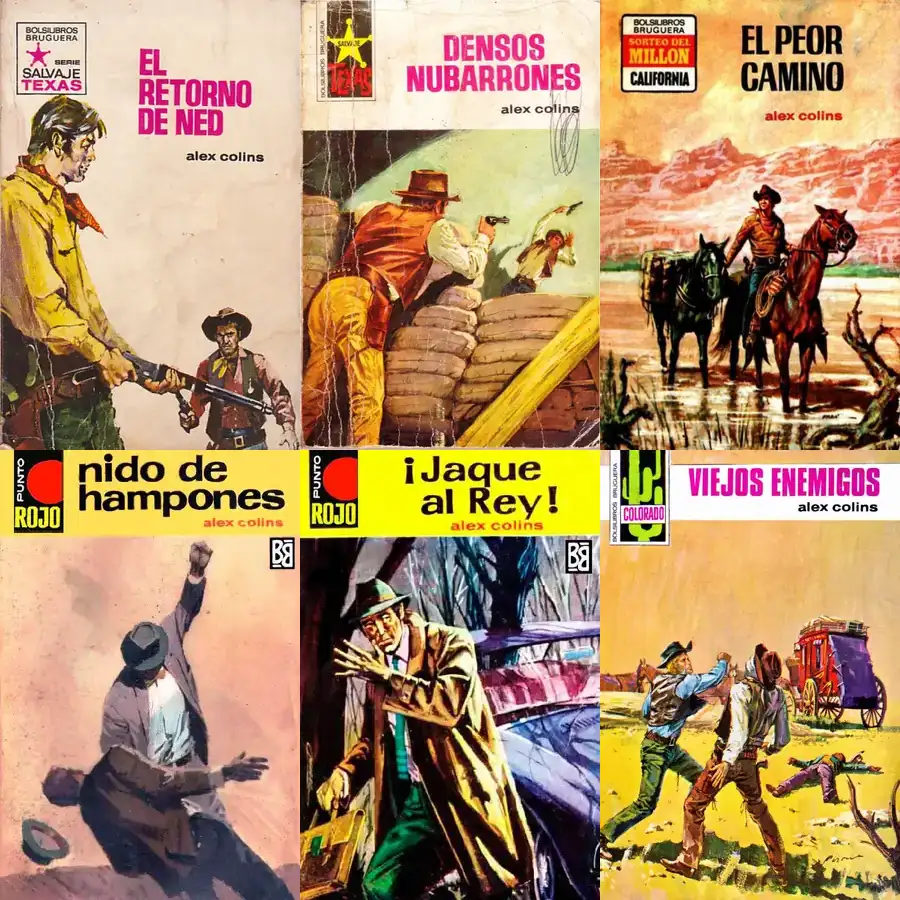 BOLSILIBROS
BRUGUERA
SERIE
SALVAJE
TEXAS
EL
RETORNO
DE NED
alex colins
BOLSILIBROS BRUGUERA
SALVAJE
TEXAS
DENSOS
NUBARRONES
alex colins
BOLSILIBROS
BRUGUERA
SORTEO DEL
MILLON
CALIFORNIA
EL PEOR
CAMINO
alex colins
PUNTO
ROJO
nido de
hampones
alex colins
BB
PUNTO
ROJO
¡Jaque
al Rey!
alex colins
BB
BOLSILIBROS BRUGUERA
COLORADO
VIEJOS ENEMIGOS
alex colins